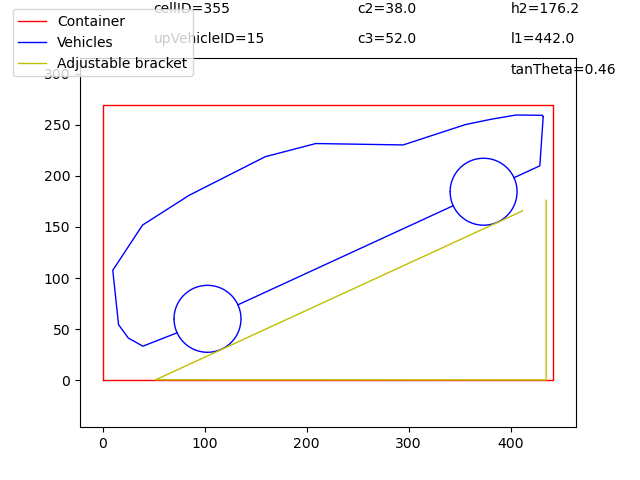 cellID=355 c2=38.0 h2=176.2
Container
upVehicleID=15 c3=52.0 l1=442.0
Vehicles
Adjustable bracket
tanTheta=0.46
300
250
200
150
100
50
0
0 100 200 300 400